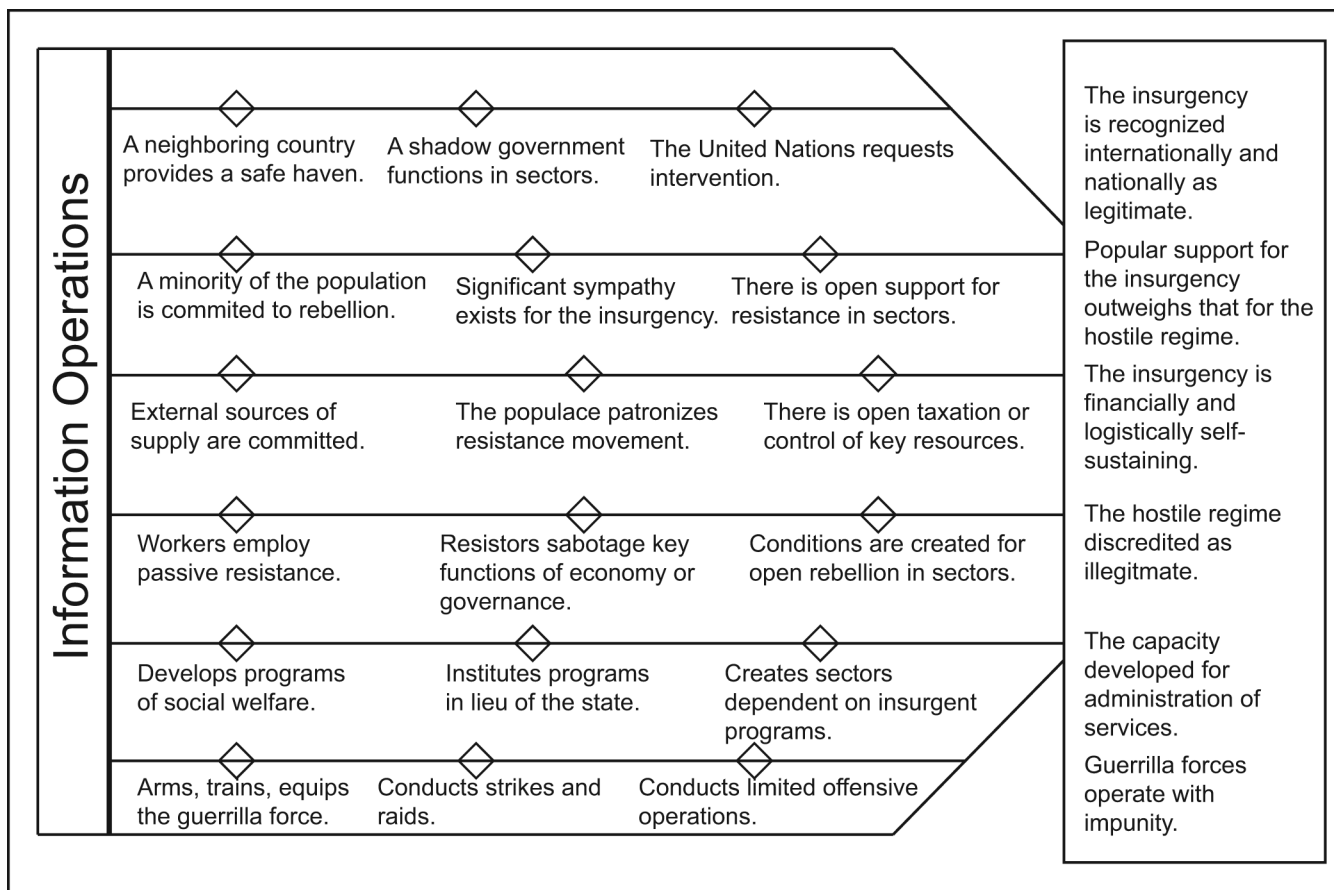 Information Operations
A neighboring country
provides a safe haven.
A shadow government
functions in sectors.
The United Nations requests
intervention.
A minority of the population
is commited to rebellion.
Significant sympathy
exists for the insurgency.
There is open support for
resistance in sectors.
External sources of
supply are committed.
The populace patronizes
resistance movement.
There is open taxation or
control of key resources.
Workers employ
passive resistance.
Resistors sabotage key
functions of economy or
governance.
Conditions are created for
open rebellion in sectors.
Develops programs
of social welfare.
Institutes programs
in lieu of the state.
Creates sectors
dependent on insurgent
programs.
Arms, trains, equips
the guerrilla force.
Conducts strikes and
raids.
Conducts limited offensive
operations.
The insurgency
is recognized
internationally and
nationally as
legitimate.
Popular support for
the insurgency
outweighs that for the
hostile regime.
The insurgency is
financially and
logistically self-
sustaining.
The hostile regime
discredited as
illegitmate.
The capacity
developed for
administration of
services.
Guerrilla forces
operate with
impunity.